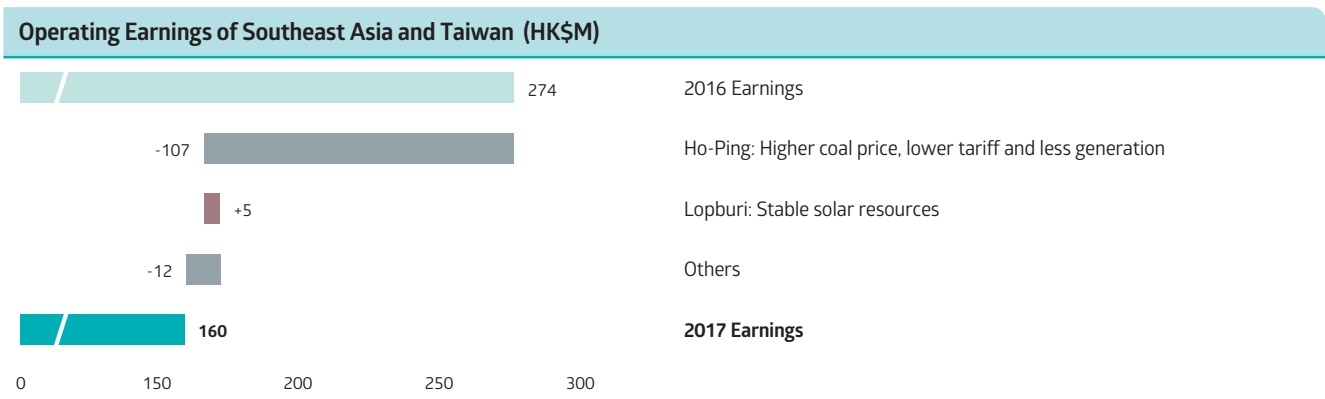 Operating Earnings of Southeast Asia and Taiwan (HK$M)
274 2016 Earnings
-107 Ho-Ping: Higher coal price, lower tariff and less generation
+5 Lopburi: Stable solar resources
-12 Others
160 2017 Earnings
0 150 200 250 300